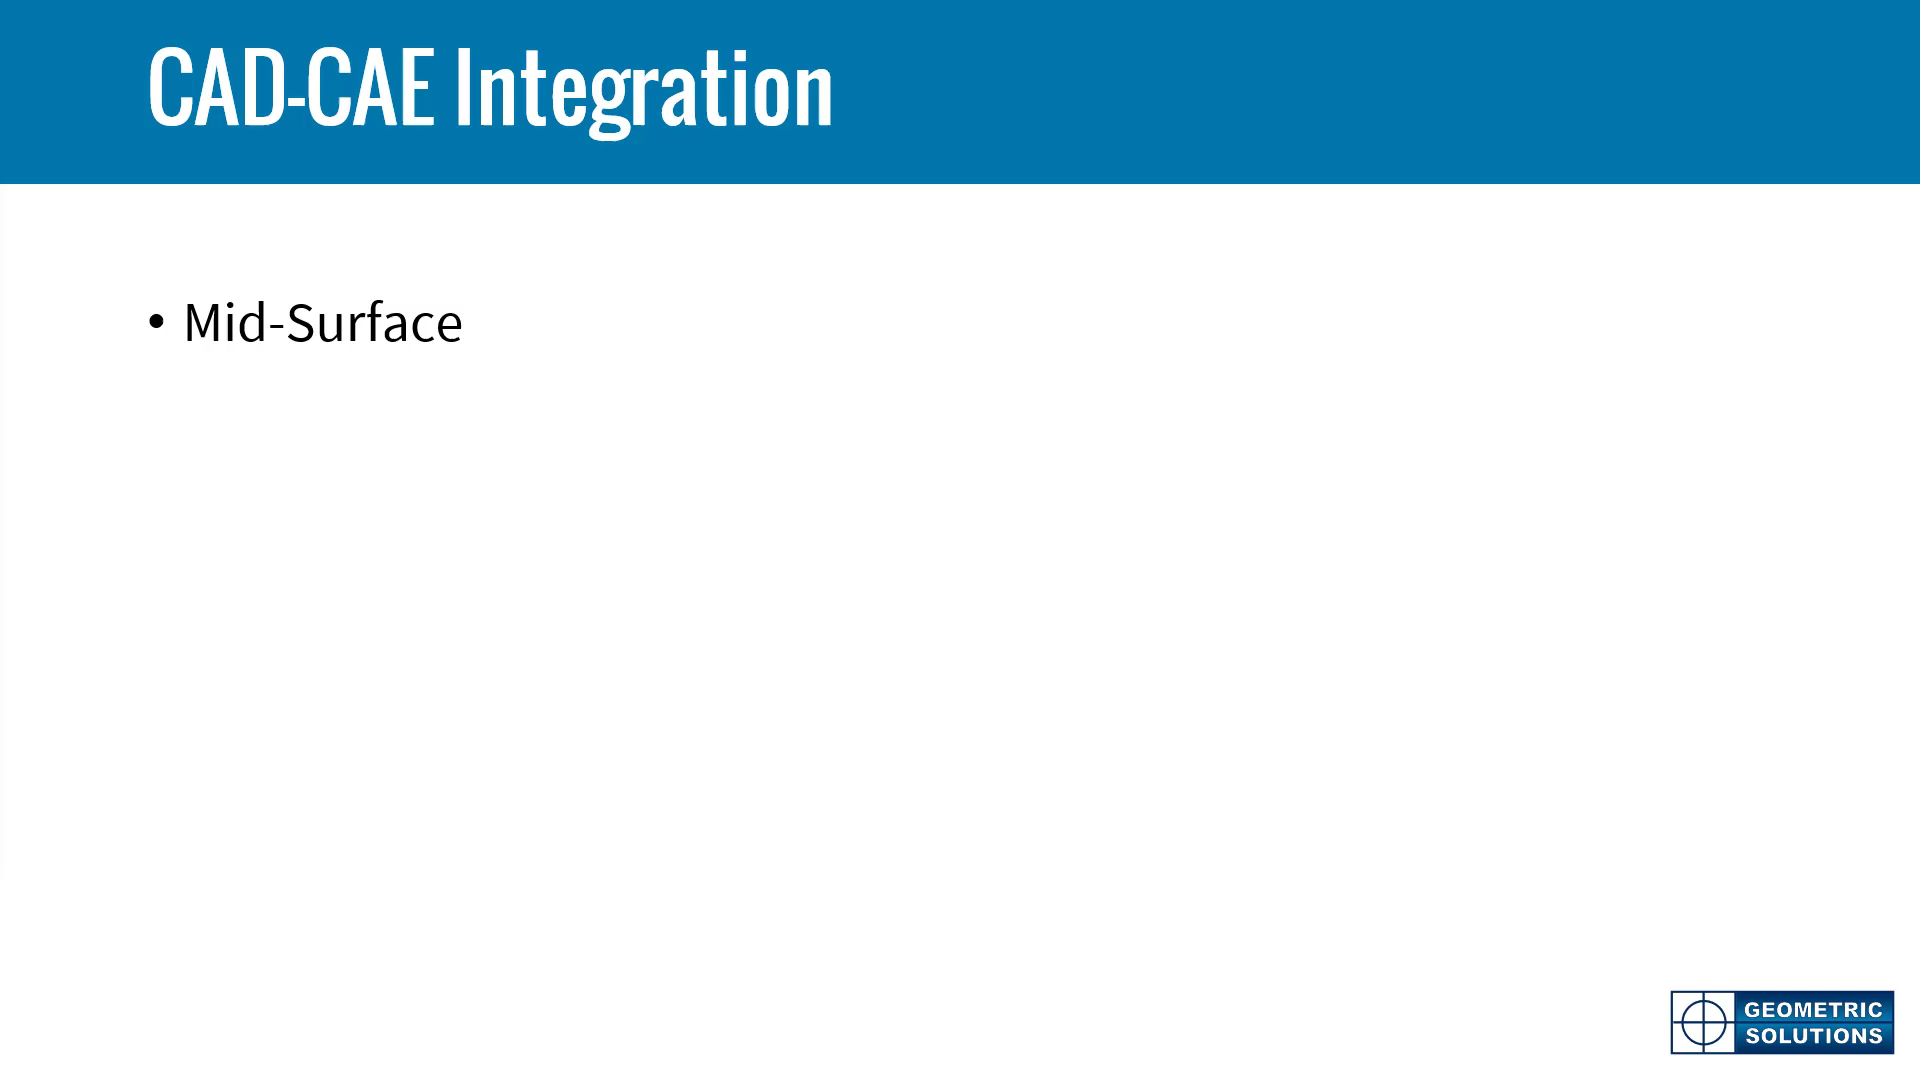 CAD-CAE Integration
• Mid-Surface
GEOMETRIC
SOLUTIONS